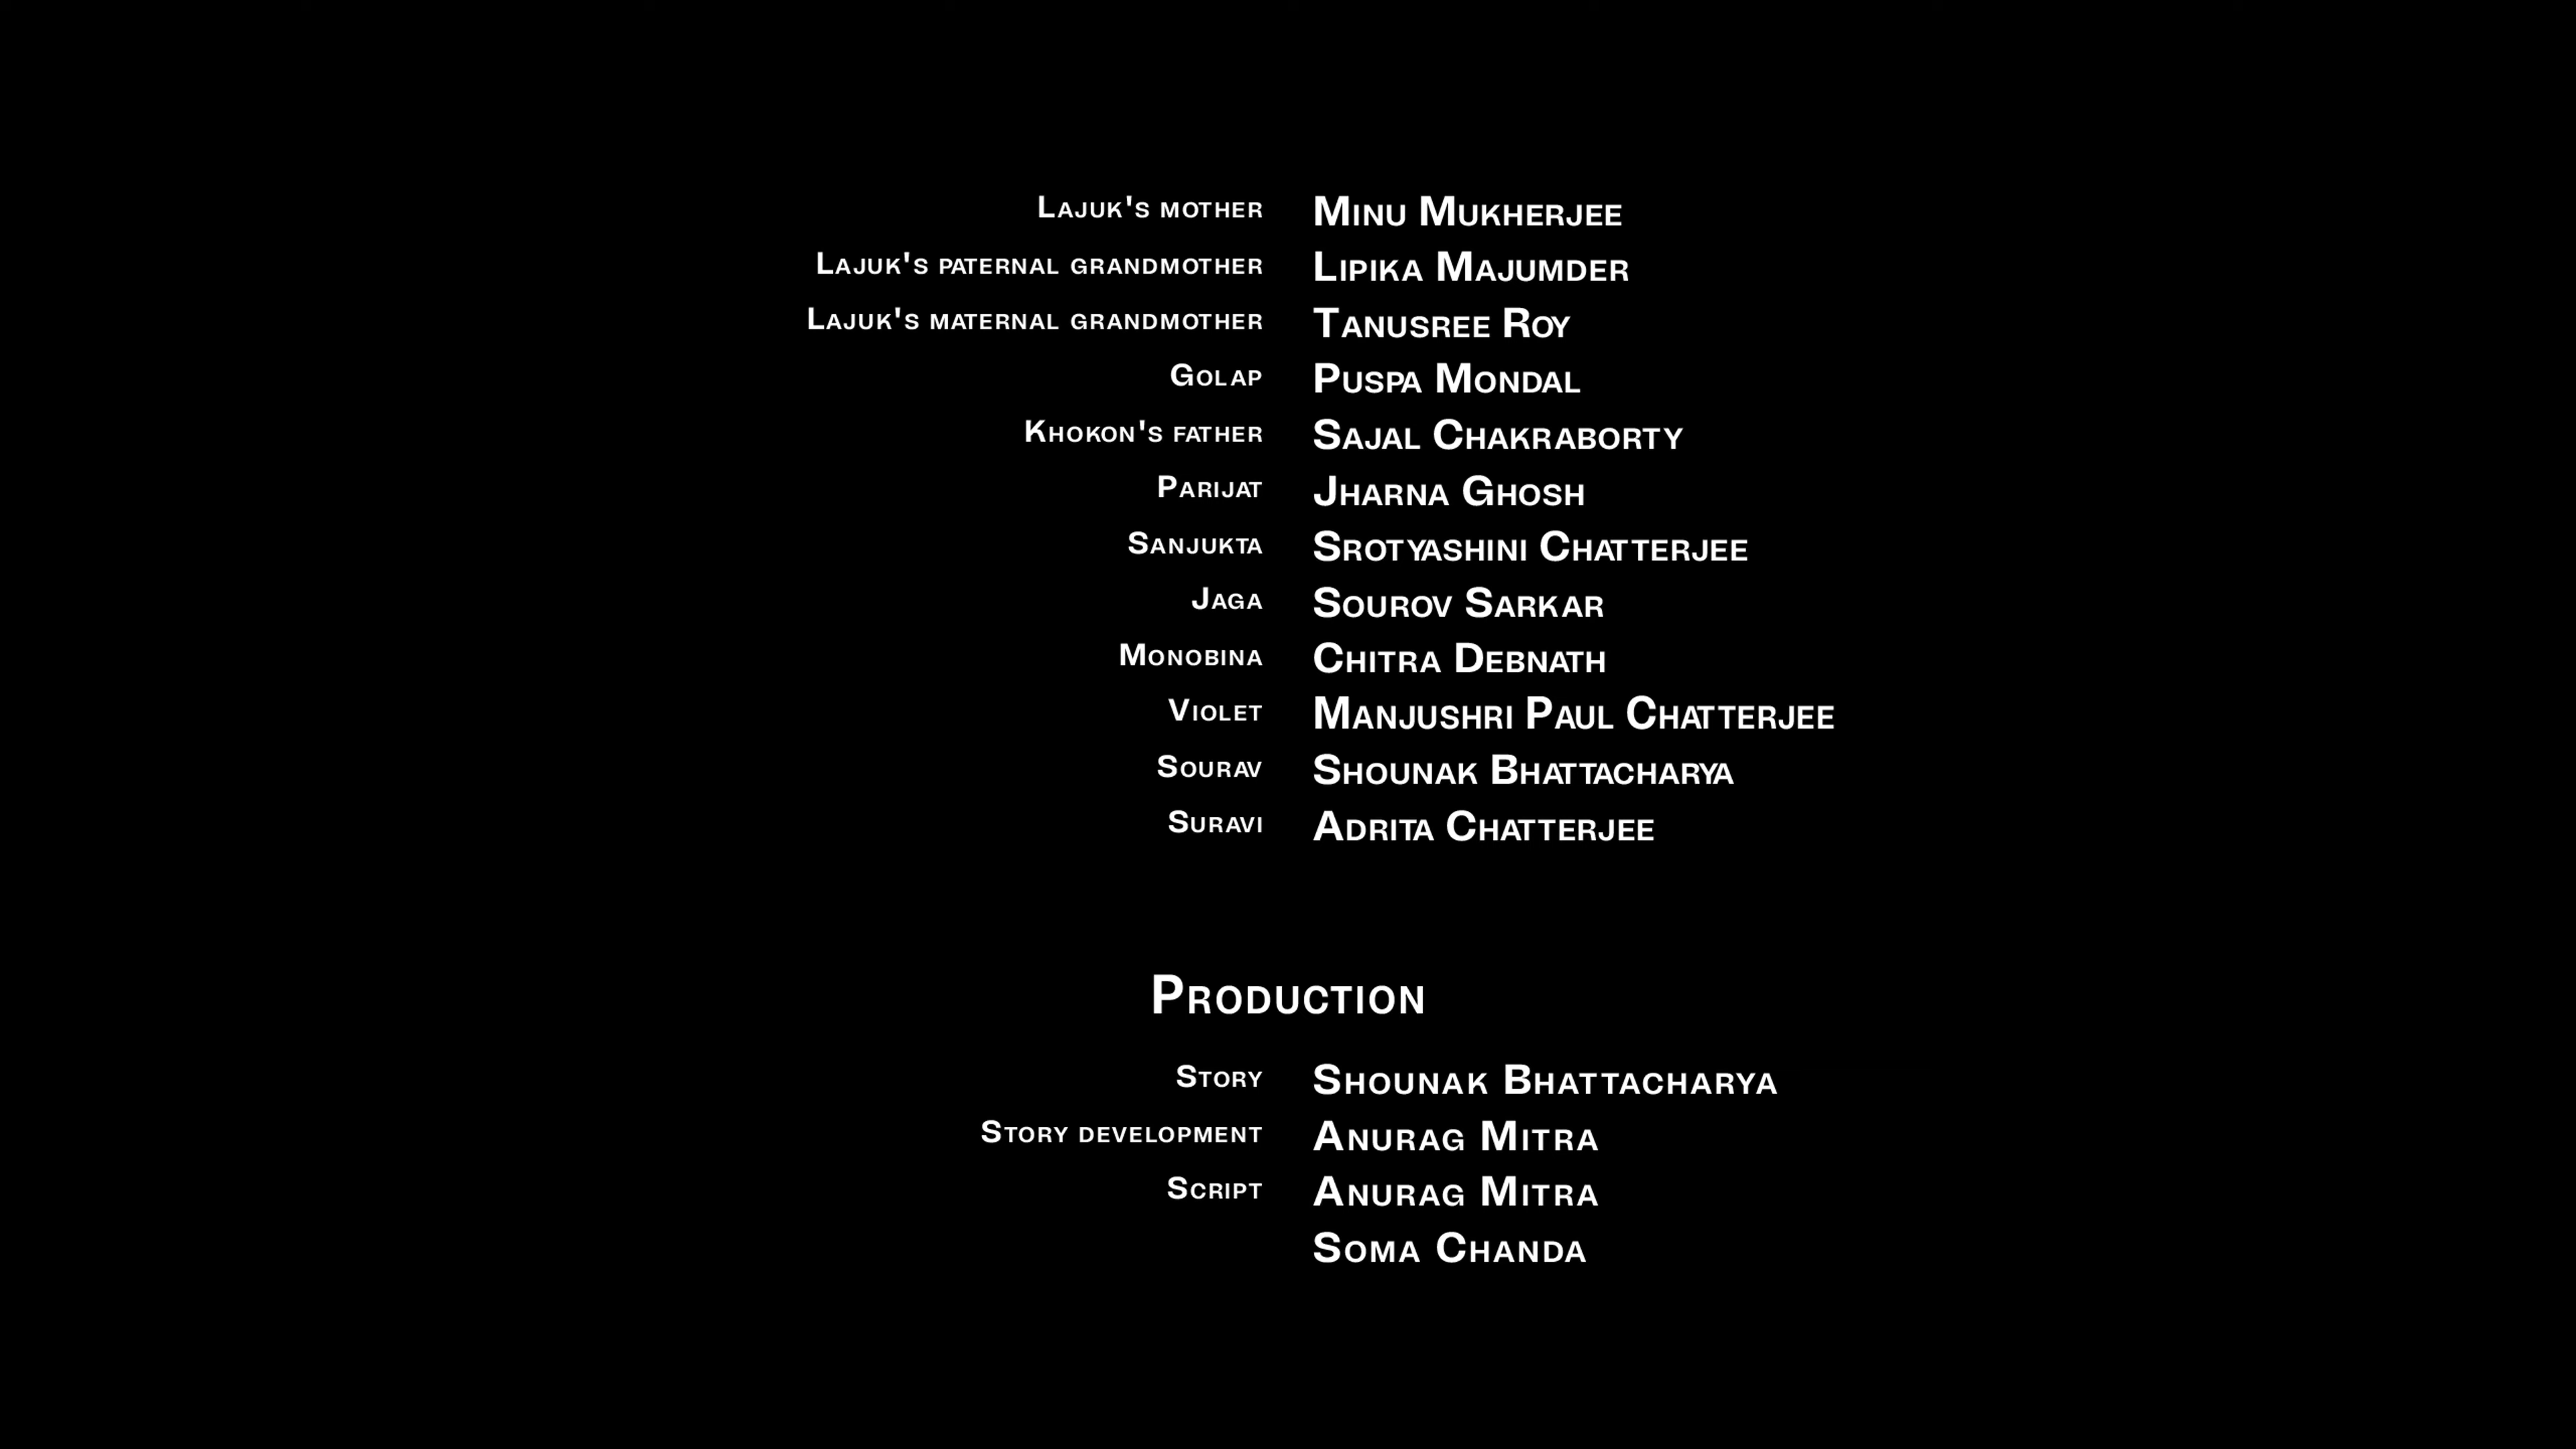 Lajuk's mother Minu Mukherjee
Lajuk's paternal grandmother Lipika Majumder
Lajuk's maternal grandmother Tanusree Roy
Golap Puspa Mondal
Khokon's father Sajal Chakraborty
Parijat Jharna Ghosh
Sanjukta Srotyashini Chatterjee
Jaga Sourov Sarkar
Monobina Chitra Debnath
Violet Manjushri Paul Chatterjee
Sourav Shounak Bhattacharya
Suravi Adrita Chatterjee
Production
Story Shounak Bhattacharya
Story development Anurag Mitra
Script Anurag Mitra
Soma Chanda